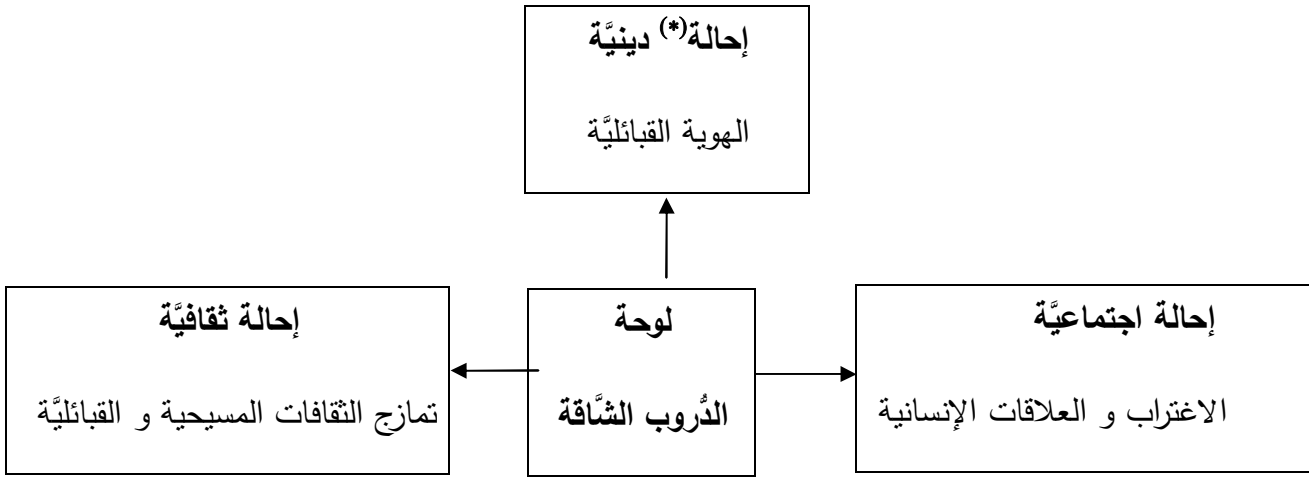 إحالة(*) دينيَّة
الهوية القبائليَّة
إحالة اجتماعيَّة
الاغتراب و العلاقات الإنسانية
لوحة
الدُّروب الشَّاقة
إحالة ثقافيَّة
تمازج الثقافات المسيحية و القبائليَّة